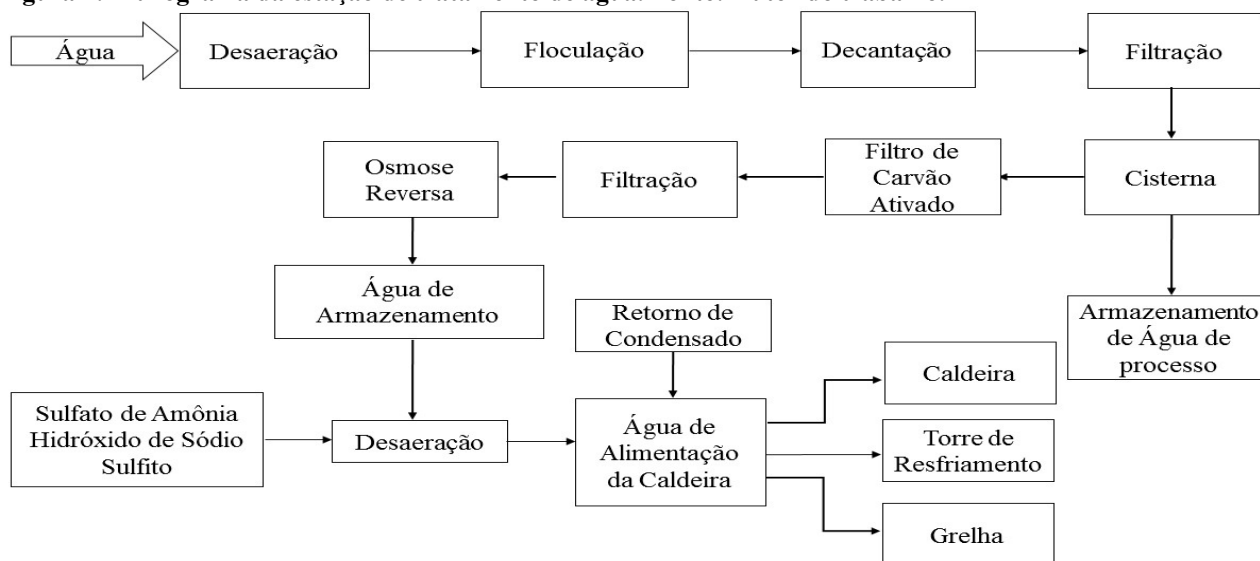 Água
Desaeração
Floculação
Decantação
Filtração
Osmose
Reversa
Filtração
Filtro de
Carvão
Ativado
Cisterna
Água de
Armazenamento
Retorno de
Condensado
Armazenamento
de Água de
processo
Caldeira
Sulfato de Amônia
Hidróxido de Sódio
Sulfito
Desaeração
Água de
Alimentação
da Caldeira
Torre de
Resfriamento
Grelha